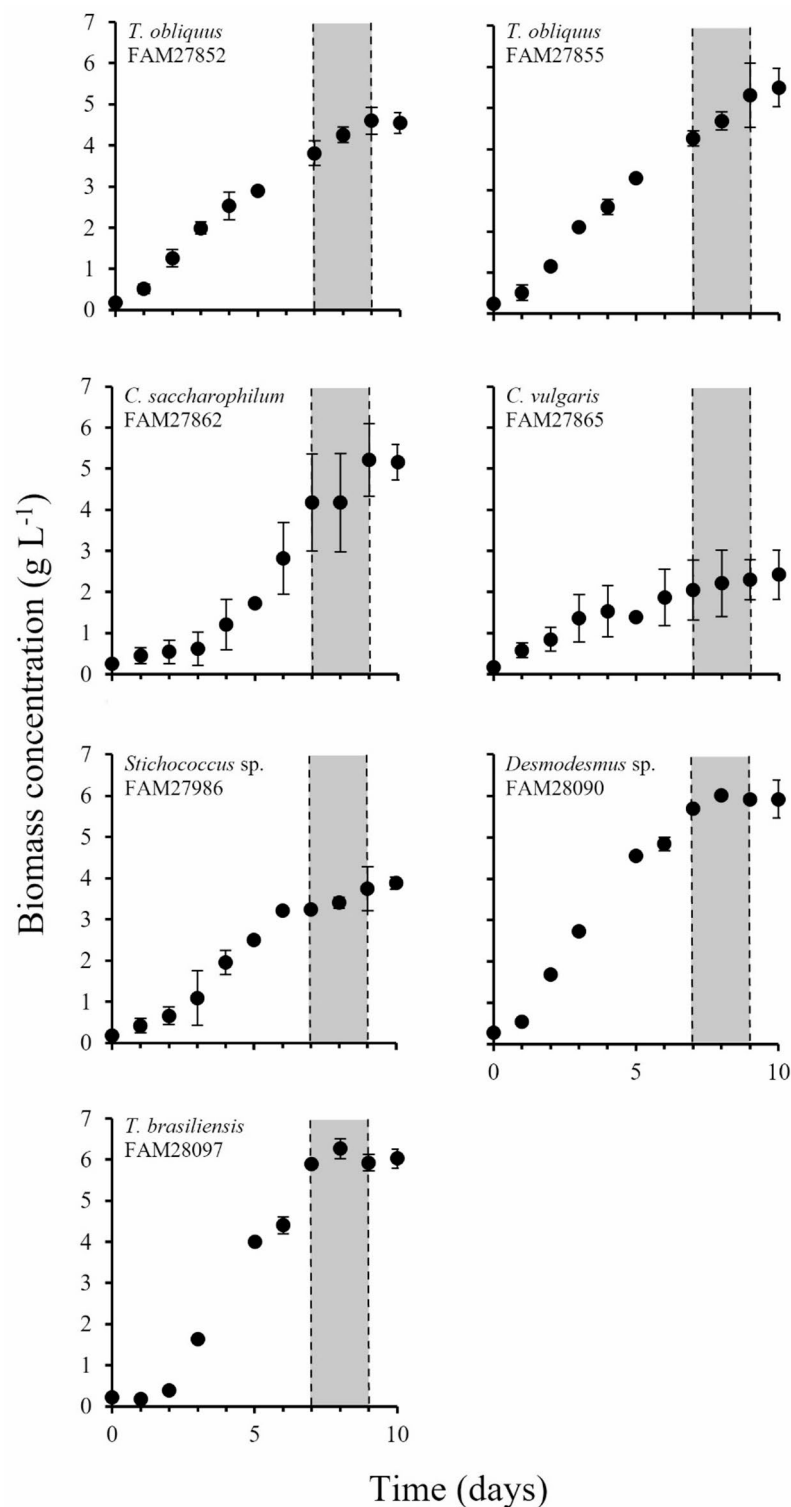 T. obliquus
FAM27852
7
6
5
4
3
2
1
0
T. obliquus
FAM27855
C. saccharophilum
FAM27862
7
6
5
4
3
2
1
0
C. vulgaris
FAM27865
Biomass concentration (g L-1)
Stichococcus sp.
FAM27986
7
6
5
4
3
2
1
0
Desmodesmus sp.
FAM28090
0 5 10
T. brasiliensis
FAM28097
7
6
5
4
3
2
1
0
0 5 10
Time (days)